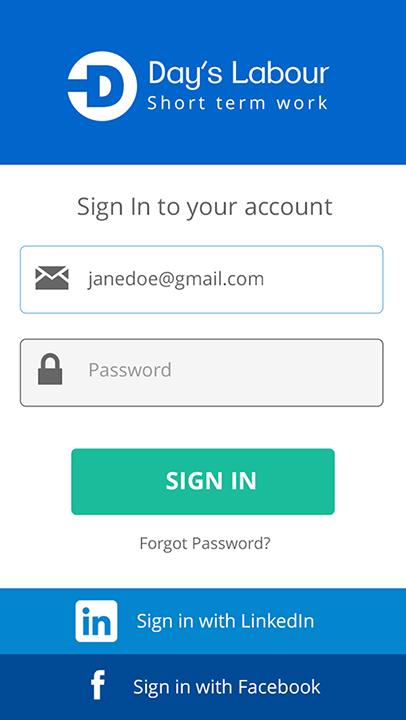 Day's Labour
Short term work
Sign In to your account
janedoe@gmail.com
Password
SIGN IN
Forgot Password?
in Sign in with LinkedIn
f Sign in with Facebook